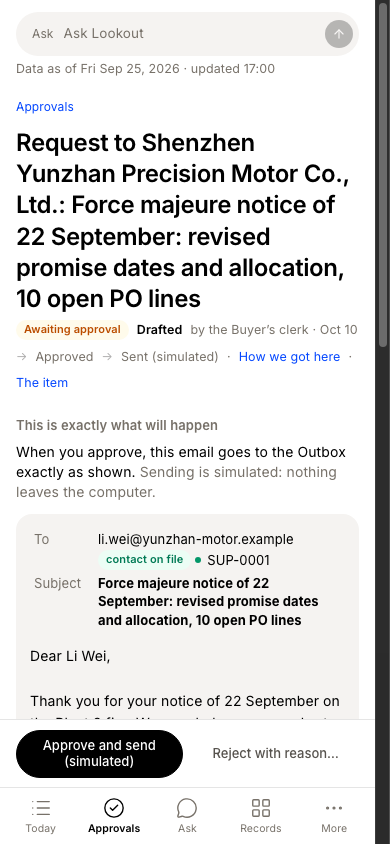 Ask Ask Lookout
Data as of Fri Sep 25, 2026 · updated 17:00
Approvals
Request to Shenzhen
Yunzhan Precision Motor Co.,
Ltd.: Force majeure notice of
22 September: revised
promise dates and allocation,
10 open PO lines
Awaiting approval Drafted by the Buyer’s clerk · Oct 10
→ Approved → Sent (simulated) · How we got here ·
The item
This is exactly what will happen
When you approve, this email goes to the Outbox
exactly as shown. Sending is simulated: nothing
leaves the computer.
To li.wei@yunzhan-motor.example
contact on file SUP-0001
Subject Force majeure notice of 22
September: revised promise dates
and allocation, 10 open PO lines
Dear Li Wei,
Thank you for your notice of 22 September on
Approve and send
(simulated)
Reject with reason...
Today Approvals Ask Records More